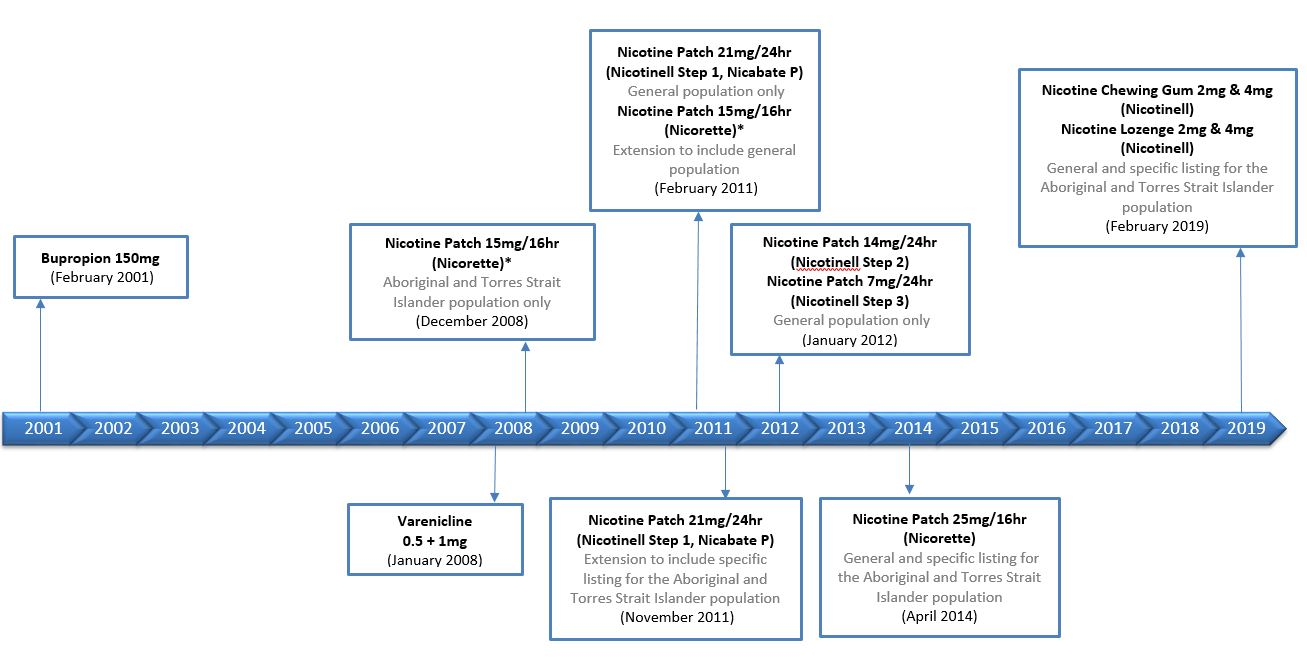 Nicotine Patch 21mg/24hr
(Nicotinell Step 1, Nicabate P)
General population only
Nicotine Patch 15mg/16hr
(Nicorette)*
Extension to include general
population
(February 2011)
Nicotine Chewing Gum 2mg & 4mg
(Nicotinell)
Nicotine Lozenge 2mg & 4mg
(Nicotinell)
General and specific listing for the
Aboriginal and Torres Strait Islander
population
(February 2019)
Bupropion 150mg
(February 2001)
Nicotine Patch 15mg/16hr
(Nicorette)*
Aboriginal and Torres Strait
Islander population only
(December 2008)
Nicotine Patch 14mg/24hr
(Nicotinell Step 2)
Nicotine Patch 7mg/24hr
(Nicotinell Step 3)
General population only
(January 2012)
2001 2002 2003 2004 2005 2006 2007 2008 2009 2010 2011 2012 2013 2014 2015 2016 2017 2018 2019
Varenicline
0.5 + 1mg
(January 2008)
Nicotine Patch 21mg/24hr
(Nicotinell Step 1, Nicabate P)
Extension to include specific
listing for the Aboriginal and
Torres Strait Islander population
(November 2011)
Nicotine Patch 25mg/16hr
(Nicorette)
General and specific listing for
the Aboriginal and Torres Strait
Islander population
(April 2014)